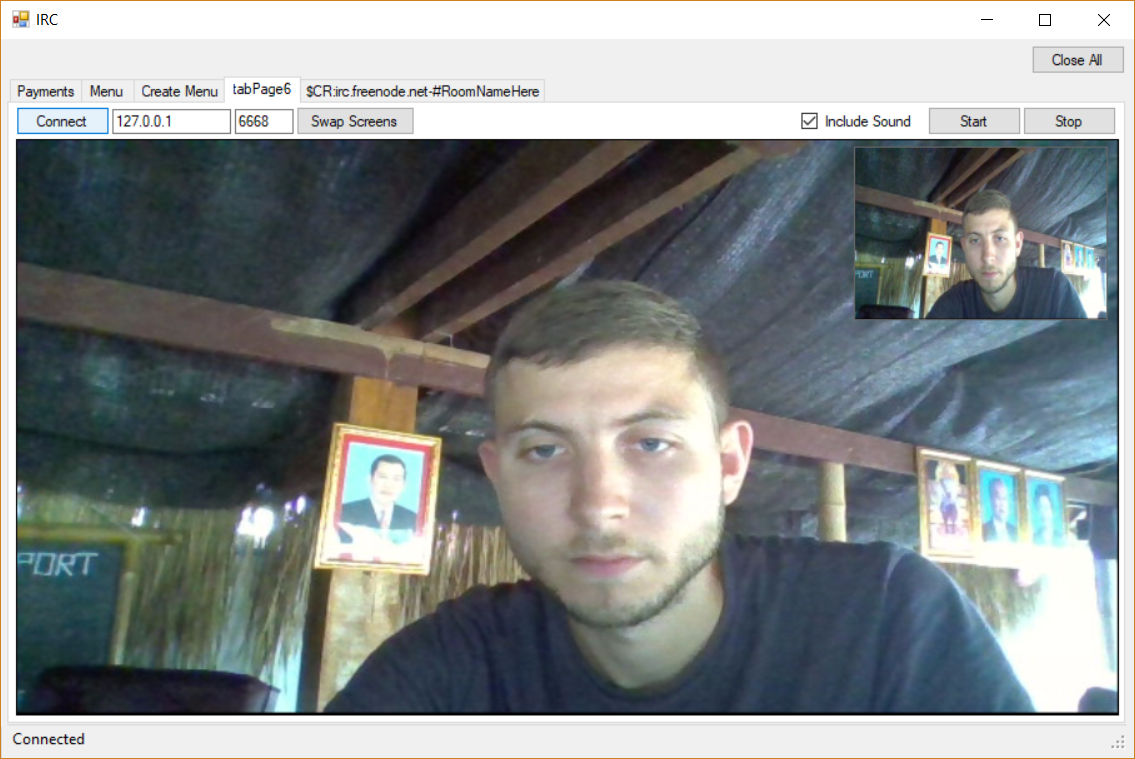 IRC
Close All
Payments Menu Create Menu tabPage6 $CR:irc.freenode.net-#RoomNameHere
Connect 127.0.0.1 6668 Swap Screens Include Sound Start Stop
PORT
PORT
Connected